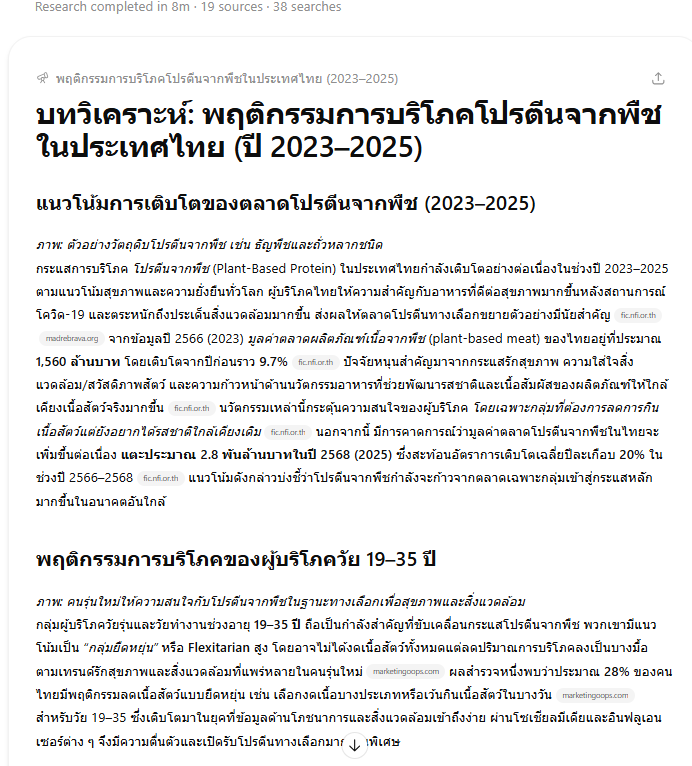 Research completed in 8m · 19 sources · 38 searches
พฤติกรรมการบริโภคโปรตีนจากพืชในประเทศไทย (2023–2025)
บทวิเคราะห์: พฤติกรรมการบริโภคโปรตีนจากพืช
ในประเทศไทย (ปี 2023–2025)
แนวโน้มการเติบโตของตลาดโปรตีนจากพืช (2023–2025)
ภาพ: ตัวอย่างวัตถุดิบโปรตีนจากพืช เช่น ธัญพืชและถั่วหลากชนิด
กระแสการบริโภค โปรตีนจากพืช (Plant-Based Protein) ในประเทศไทยกำลังเติบโตอย่างต่อเนื่องในช่วงปี 2023–2025
ตามแนวโน้มสุขภาพและความยั่งยืนทั่วโลก ผู้บริโภคไทยให้ความสำคัญกับอาหารที่ดีต่อสุขภาพมากขึ้นหลังสถานการณ์
โควิด-19 และตระหนักถึงประเด็นสิ่งแวดล้อมมากขึ้น ส่งผลให้ตลาดโปรตีนทางเลือกขยายตัวอย่างมีนัยสำคัญ fic.nfi.or.th
madrebrava.org จากข้อมูลปี 2566 (2023) มูลค่าตลาดผลิตภัณฑ์เนื้อจากพืช (plant-based meat) ของไทยอยู่ที่ประมาณ
1,560 ล้านบาท โดยเติบโตจากปีก่อนราว 9.7% fic.nfi.or.th ปัจจัยหนุนสำคัญมาจากกระแสรักสุขภาพ ความใส่ใจสิ่ง
แวดล้อม/สวัสดิภาพสัตว์ และความก้าวหน้าด้านนวัตกรรมอาหารที่ช่วยพัฒนารสชาติและเนื้อสัมผัสของผลิตภัณฑ์ให้ใกล้
เคียงเนื้อสัตว์จริงมากขึ้น fic.nfi.or.th นวัตกรรมเหล่านี้กระตุ้นความสนใจของผู้บริโภค โดยเฉพาะกลุ่มที่ต้องการลดการกิน
เนื้อสัตว์แต่ยังอยากได้รสชาติใกล้เคียงเดิม fic.nfi.or.th นอกจากนี้ มีการคาดการณ์ว่ามูลค่าตลาดโปรตีนจากพืชในไทยจะ
เพิ่มขึ้นต่อเนื่อง แตะประมาณ 2.8 พันล้านบาทในปี 2568 (2025) ซึ่งสะท้อนอัตราการเติบโตเฉลี่ยปีละเกือบ 20% ใน
ช่วงปี 2566–2568 fic.nfi.or.th แนวโน้มดังกล่าวบ่งชี้ว่าโปรตีนจากพืชกำลังจะก้าวจากตลาดเฉพาะกลุ่มเข้าสู่กระแสหลัก
มากขึ้นในอนาคตอันใกล้
พฤติกรรมการบริโภคของผู้บริโภควัย 19–35 ปี
ภาพ: คนรุ่นใหม่ให้ความสนใจกับโปรตีนจากพืชในฐานะทางเลือกเพื่อสุขภาพและสิ่งแวดล้อม
กลุ่มผู้บริโภควัยรุ่นและวัยทำงานช่วงอายุ 19–35 ปี ถือเป็นกำลังสำคัญที่ขับเคลื่อนกระแสโปรตีนจากพืช พวกเขามีแนว
โน้มเป็น “กลุ่มยืดหยุ่น” หรือ Flexitarian สูง โดยอาจไม่ได้งดเนื้อสัตว์ทั้งหมดแต่ลดปริมาณการบริโภคลงเป็นบางมื้อ
ตามเทรนด์รักสุขภาพและสิ่งแวดล้อมที่แพร่หลายในคนรุ่นใหม่ marketingoops.com ผลสำรวจหนึ่งพบว่าประมาณ 28% ของคน
ไทยมีพฤติกรรมลดเนื้อสัตว์แบบยืดหยุ่น เช่น เลือกงดเนื้อบางประเภทหรือเว้นกินเนื้อสัตว์ในบางวัน marketingoops.com
สำหรับวัย 19–35 ซึ่งเติบโตมาในยุคที่ข้อมูลด้านโภชนาการและสิ่งแวดล้อมเข้าถึงง่าย ผ่านโซเชียลมีเดียและอินฟลูเอน
เซอร์ต่าง ๆ จึงมีความตื่นตัวและเปิดรับโปรตีนทางเลือก